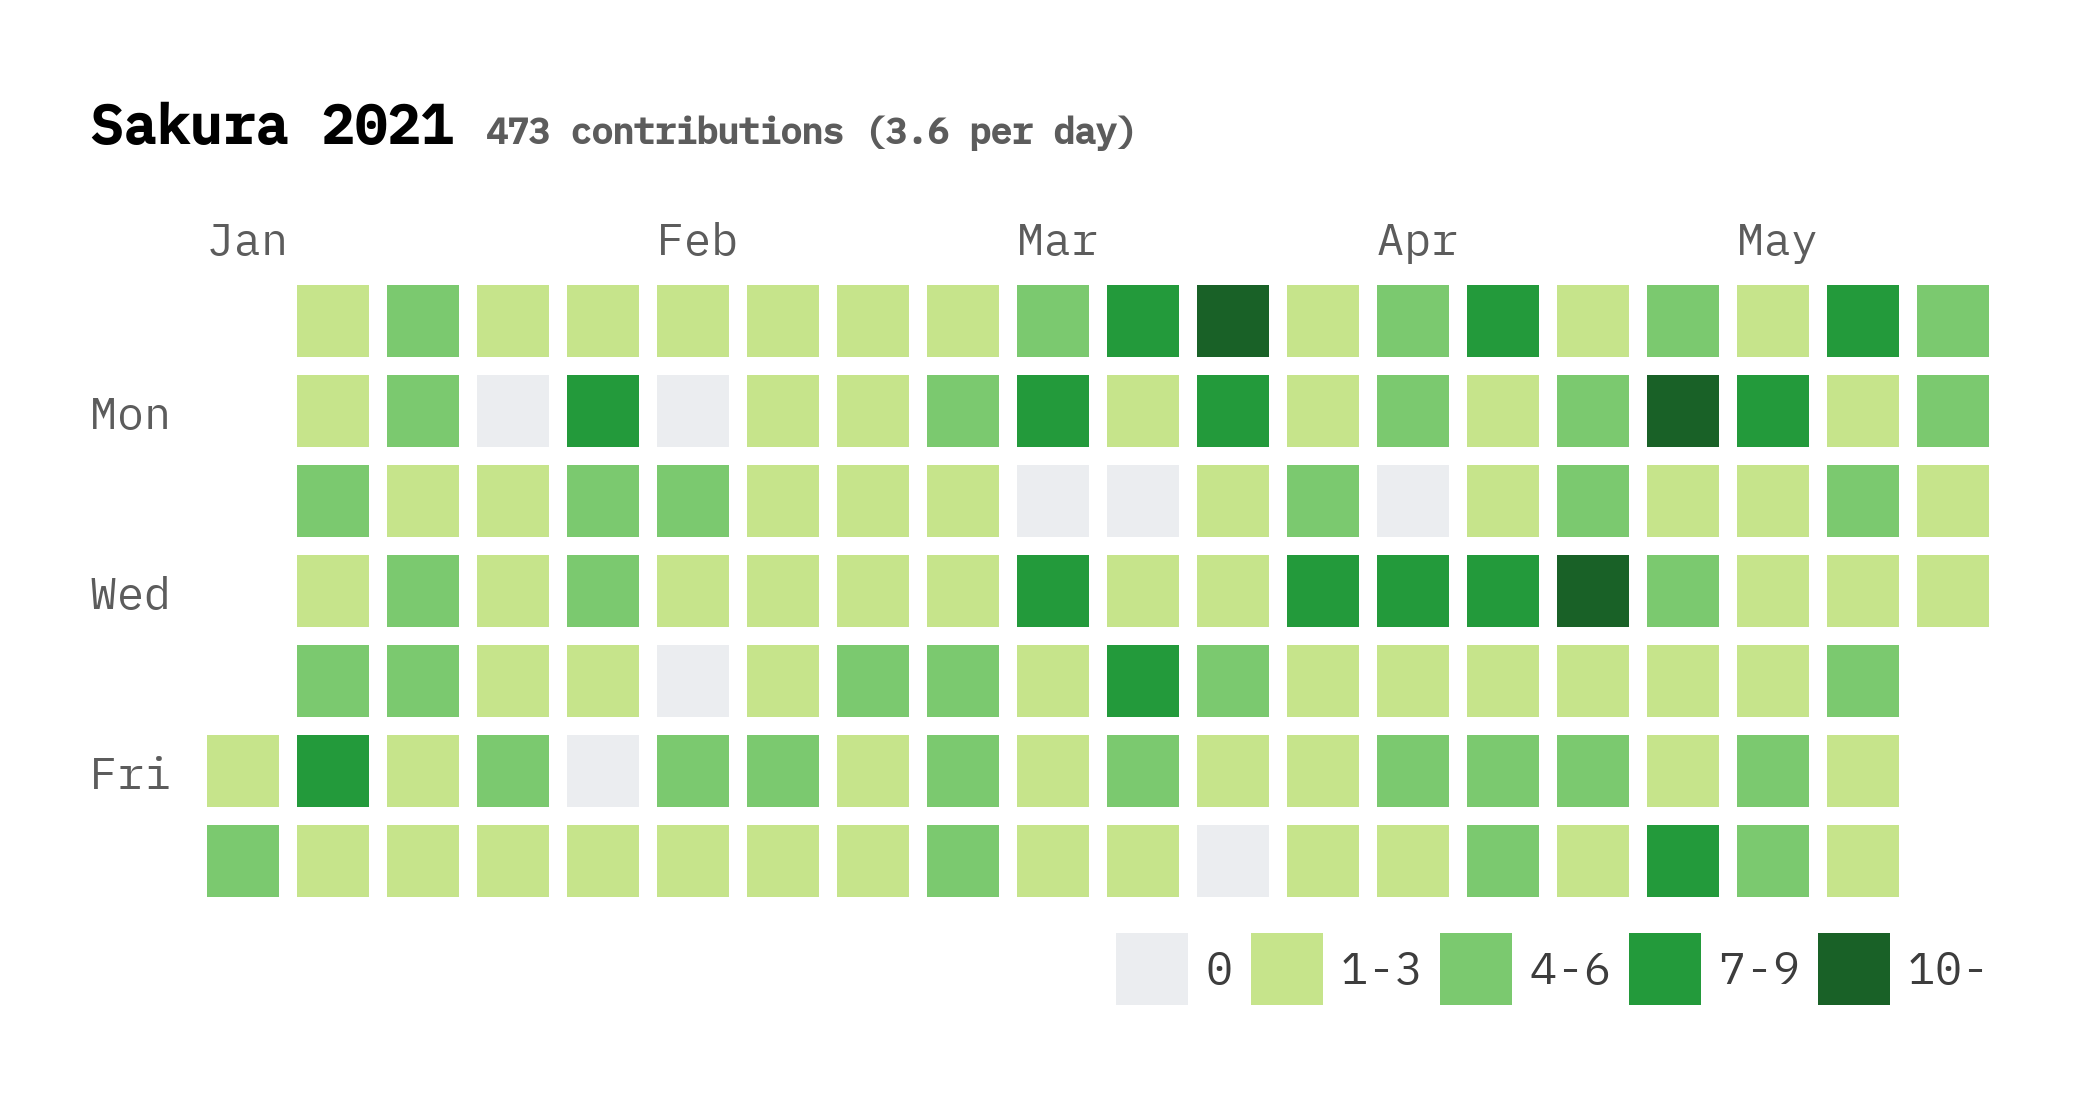 Sakura 2021 473 contributions (3.6 per day)
Jan Feb Mar Apr May
Mon
Wed
Fri
0 1-3 4-6 7-9 10-